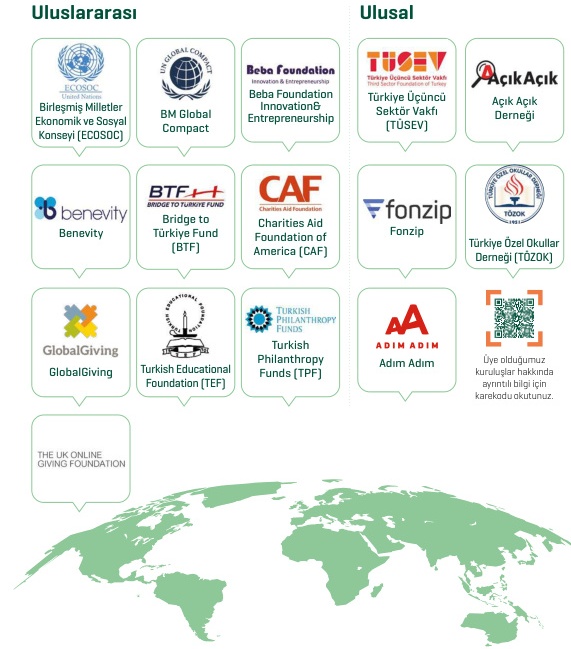 Uluslararası
Ulusal
ECOSOC
United Nations
Birleşmiş Milletler
Ekonomik ve Sosyal
Konseyi (ECOSOC)
UN GLOBAL COMPACT
BM Global
Compact
Beba Foundation
Innovation & Entrepreneurship
Beba Foundation
Innovation&
Entrepreneurship
TÜSEV
Türkiye Üçüncü Sektör Vakfı
Third Sector Foundation of Turkey
Türkiye Üçüncü
Sektör Vakfı
(TÜSEV)
AçıkAçık
Açık Açık
Derneği
benevity
Benevity
BTF
BRIDGE TO TÜRKİYE FUND
Bridge to
Türkiye Fund
(BTF)
CAF
Charities Aid Foundation
Charities Aid
Foundation of
America (CAF)
fonzip
Fonzip
TÜRKİYE ÖZEL OKULLAR DERNEĞİ
TÖZOK
1951
Türkiye Özel Okullar
Derneği (TÖZOK)
GlobalGiving
GlobalGiving
TURKISH EDUCATIONAL FOUNDATION
Turkish Educational
Foundation (TEF)
TURKISH
PHILANTHROPY
FUNDS
Turkish
Philanthropy
Funds (TPF)
AA
ADIM ADIM
Adım Adım
Üye olduğumuz
kuruluşlar hakkında
ayrıntılı bilgi için
karekodu okutunuz.
THE UK ONLINE
GIVING FOUNDATION